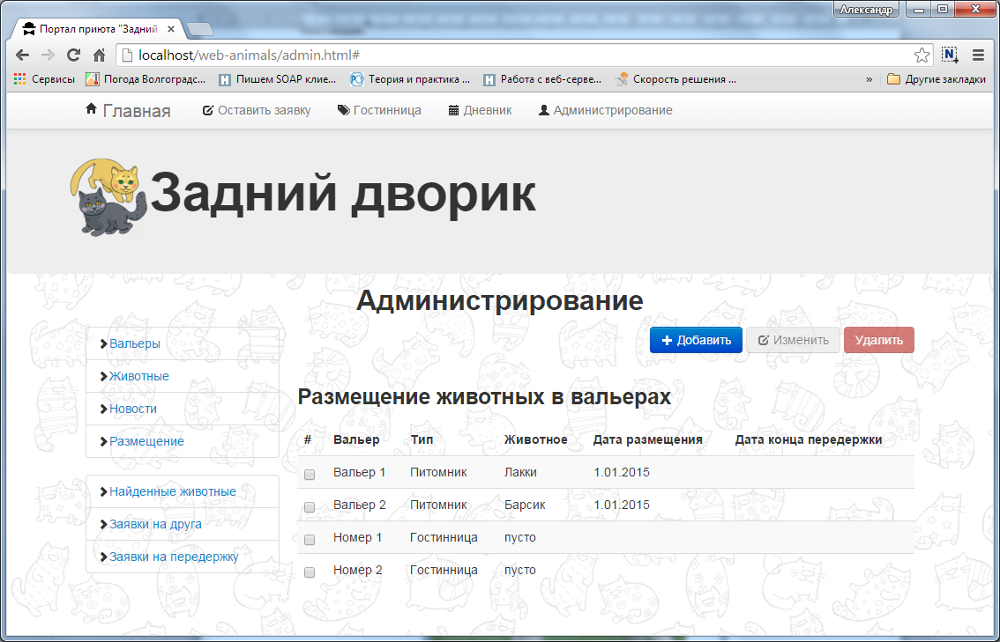 Александр
Портал приюта "Задний
localhost/web-animals/admin.html#
Сервисы Погода Волгоградс... Пишем SOAP клие... Теория и практика ... Работа с веб-серве... Скорость решения ... » Другие закладки
Главная Оставить заявку Гостинница Дневник Администрирование
Задний дворик
Администрирование
Добавить Изменить Удалить
Вальеры
Животные
Новости
Размещение
Найденные животные
Заявки на друга
Заявки на передержку
Размещение животных в вальерах
# Вальер Тип Животное Дата размещения Дата конца передержки
Вальер 1 Питомник Лакки 1.01.2015
Вальер 2 Питомник Барсик 1.01.2015
Номер 1 Гостинница пусто
Номер 2 Гостинница пусто